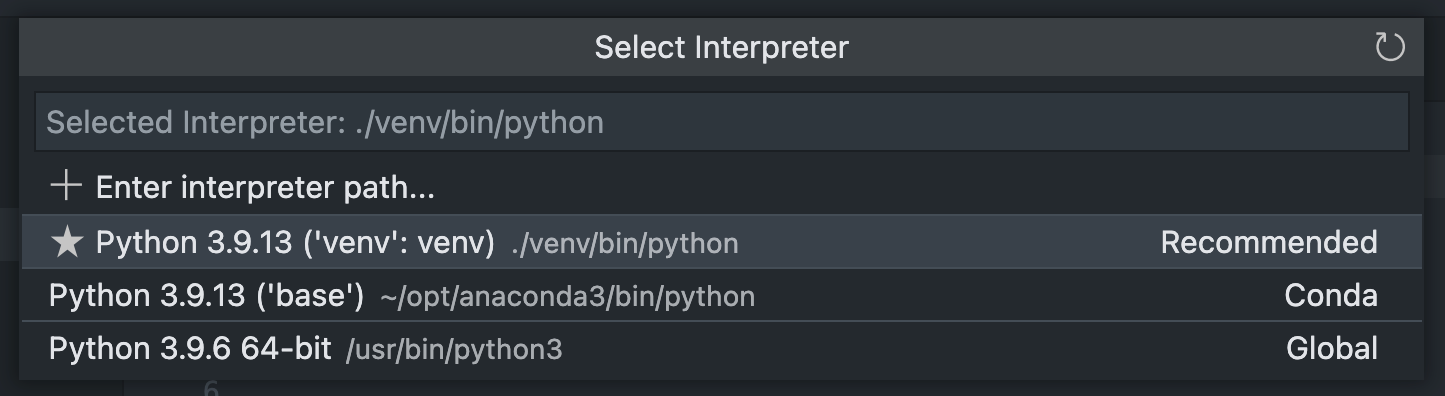 Select Interpreter
Selected Interpreter: ./venv/bin/python
Enter interpreter path...
Python 3.9.13 ('venv': venv) ./venv/bin/python Recommended
Python 3.9.13 ('base') ~/opt/anaconda3/bin/python Conda
Python 3.9.6 64-bit /usr/bin/python3 Global
6